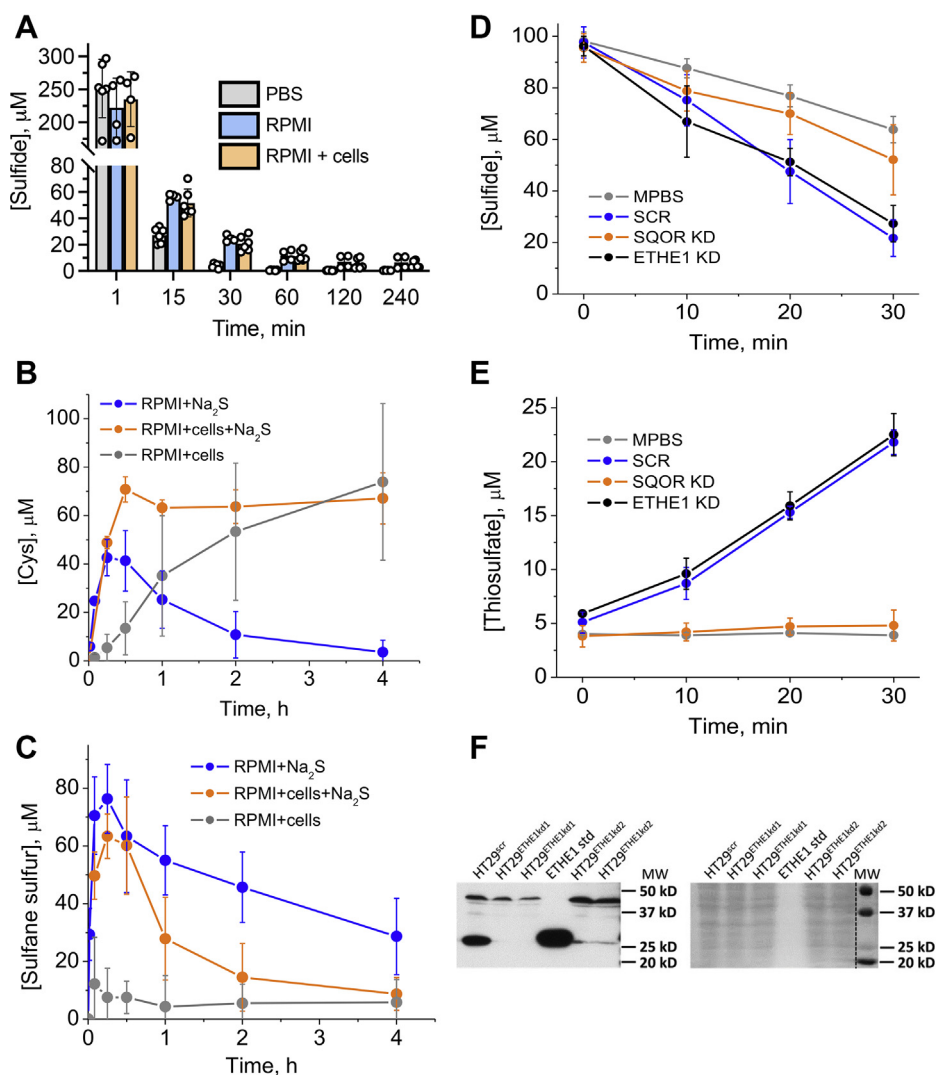 A
[Sulfide], µM
300
250
200
80
60
40
20
0
PBS
RPMI
RPMI + cells
1 15 30 60 120 240
Time, min
B
[Cys], µM
100
80
60
40
20
0
RPMI+Na₂S
RPMI+cells+Na₂S
RPMI+cells
0 1 2 3 4
Time, h
C
[Sulfane sulfur], µM
80
60
40
20
0
RPMI+Na₂S
RPMI+cells+Na₂S
RPMI+cells
0 1 2 3 4
Time, h
D
[Sulfide], µM
100
80
60
40
20
0
MPBS
SCR
SQOR KD
ETHE1 KD
0 10 20 30
Time, min
E
[Thiosulfate], µM
25
20
15
10
5
0
MPBS
SCR
SQOR KD
ETHE1 KD
0 10 20 30
Time, min
F
HT29ˢᶜʳ
HT29ᴱᵀᴴᴱ¹ᵏᵈ¹
HT29ᴱᵀᴴᴱ¹ᵏᵈ¹
ETHE1 std
HT29ᴱᵀᴴᴱ¹ᵏᵈ²
HT29ᴱᵀᴴᴱ¹ᵏᵈ²
MW
50 kD
37 kD
25 kD
20 kD
HT29ˢᶜʳ
HT29ᴱᵀᴴᴱ¹ᵏᵈ¹
HT29ᴱᵀᴴᴱ¹ᵏᵈ¹
ETHE1 std
HT29ᴱᵀᴴᴱ¹ᵏᵈ²
HT29ᴱᵀᴴᴱ¹ᵏᵈ²
MW
50 kD
37 kD
25 kD
20 kD